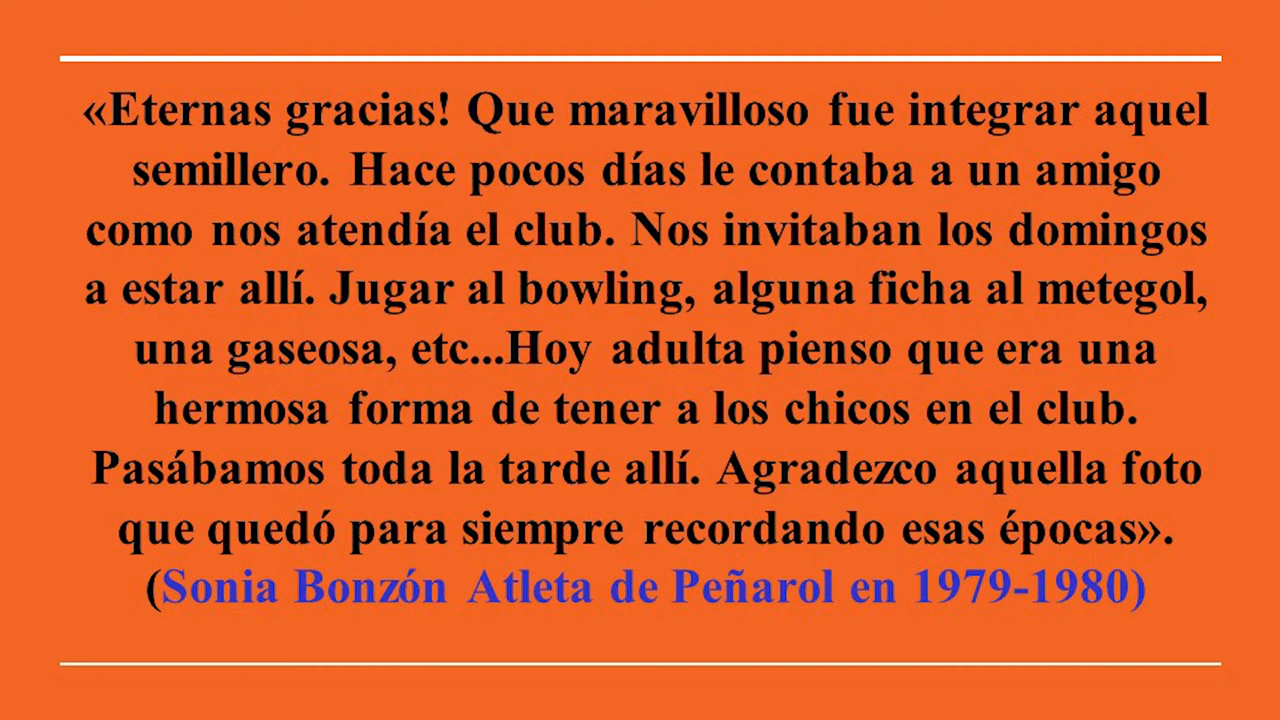 «Eternas gracias! Que maravilloso fue integrar aquel
semillero. Hace pocos días le contaba a un amigo
como nos atendía el club. Nos invitaban los domingos
a estar allí. Jugar al bowling, alguna ficha al metegol,
una gaseosa, etc...Hoy adulta pienso que era una
hermosa forma de tener a los chicos en el club.
Pasábamos toda la tarde allí. Agradezco aquella foto
que quedó para siempre recordando esas épocas».
(Sonia Bonzón Atleta de Peñarol en 1979-1980)